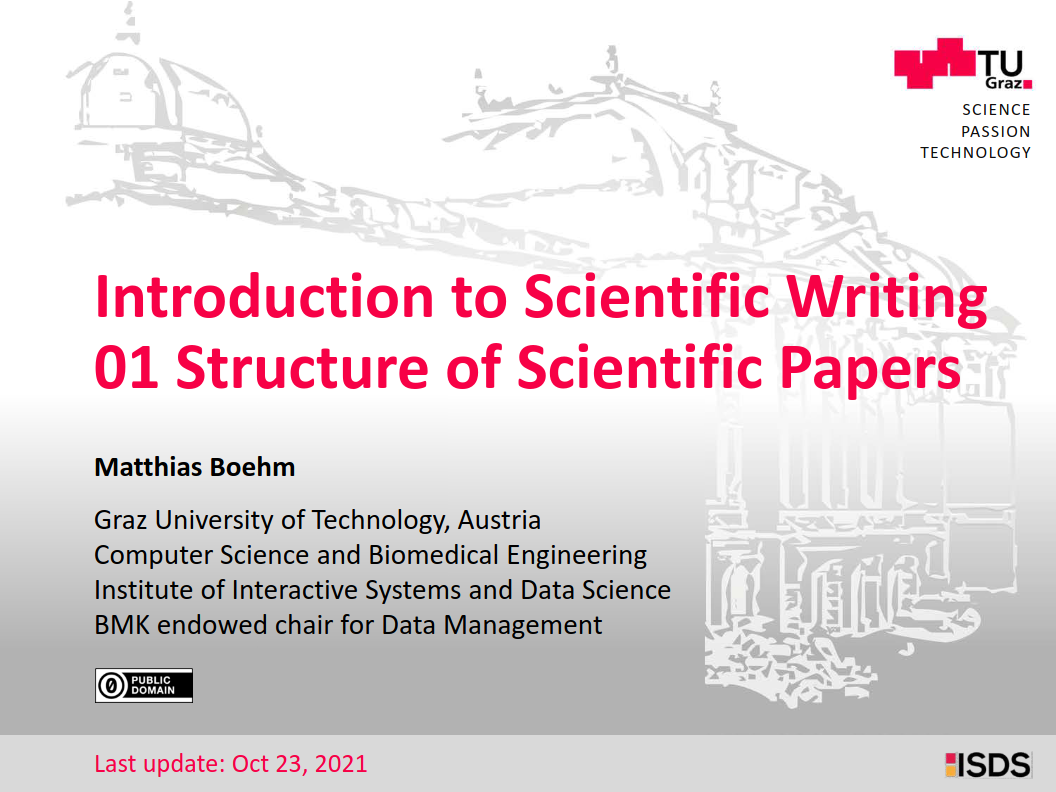 TU
Graz
SCIENCE
PASSION
TECHNOLOGY
Introduction to Scientific Writing
01 Structure of Scientific Papers
Matthias Boehm
Graz University of Technology, Austria
Computer Science and Biomedical Engineering
Institute of Interactive Systems and Data Science
BMK endowed chair for Data Management
0 PUBLIC
DOMAIN
Last update: Oct 23, 2021
ISDS